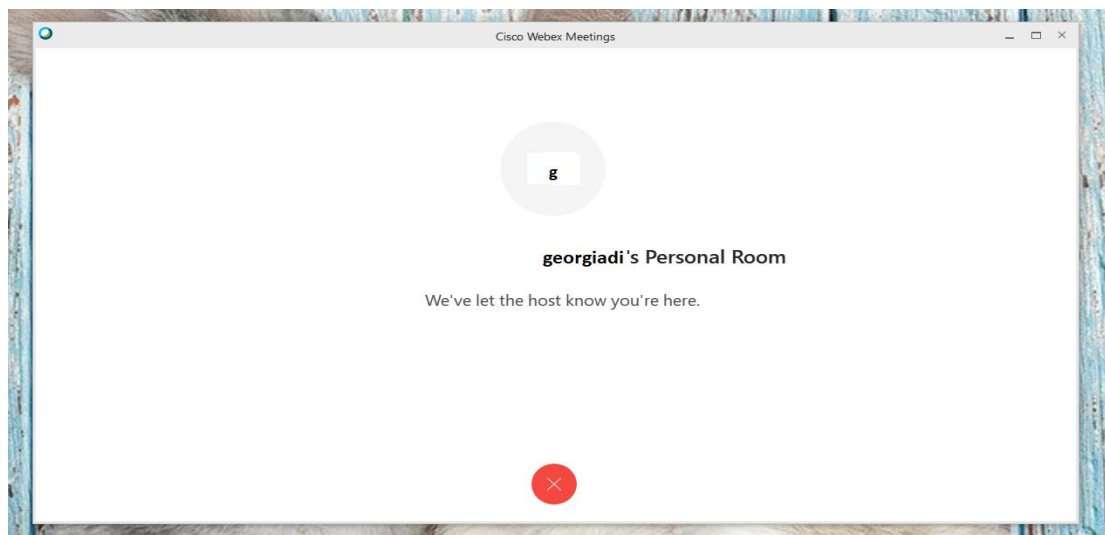 Cisco Webex Meetings
g
georgiadi's Personal Room
We've let the host know you're here.